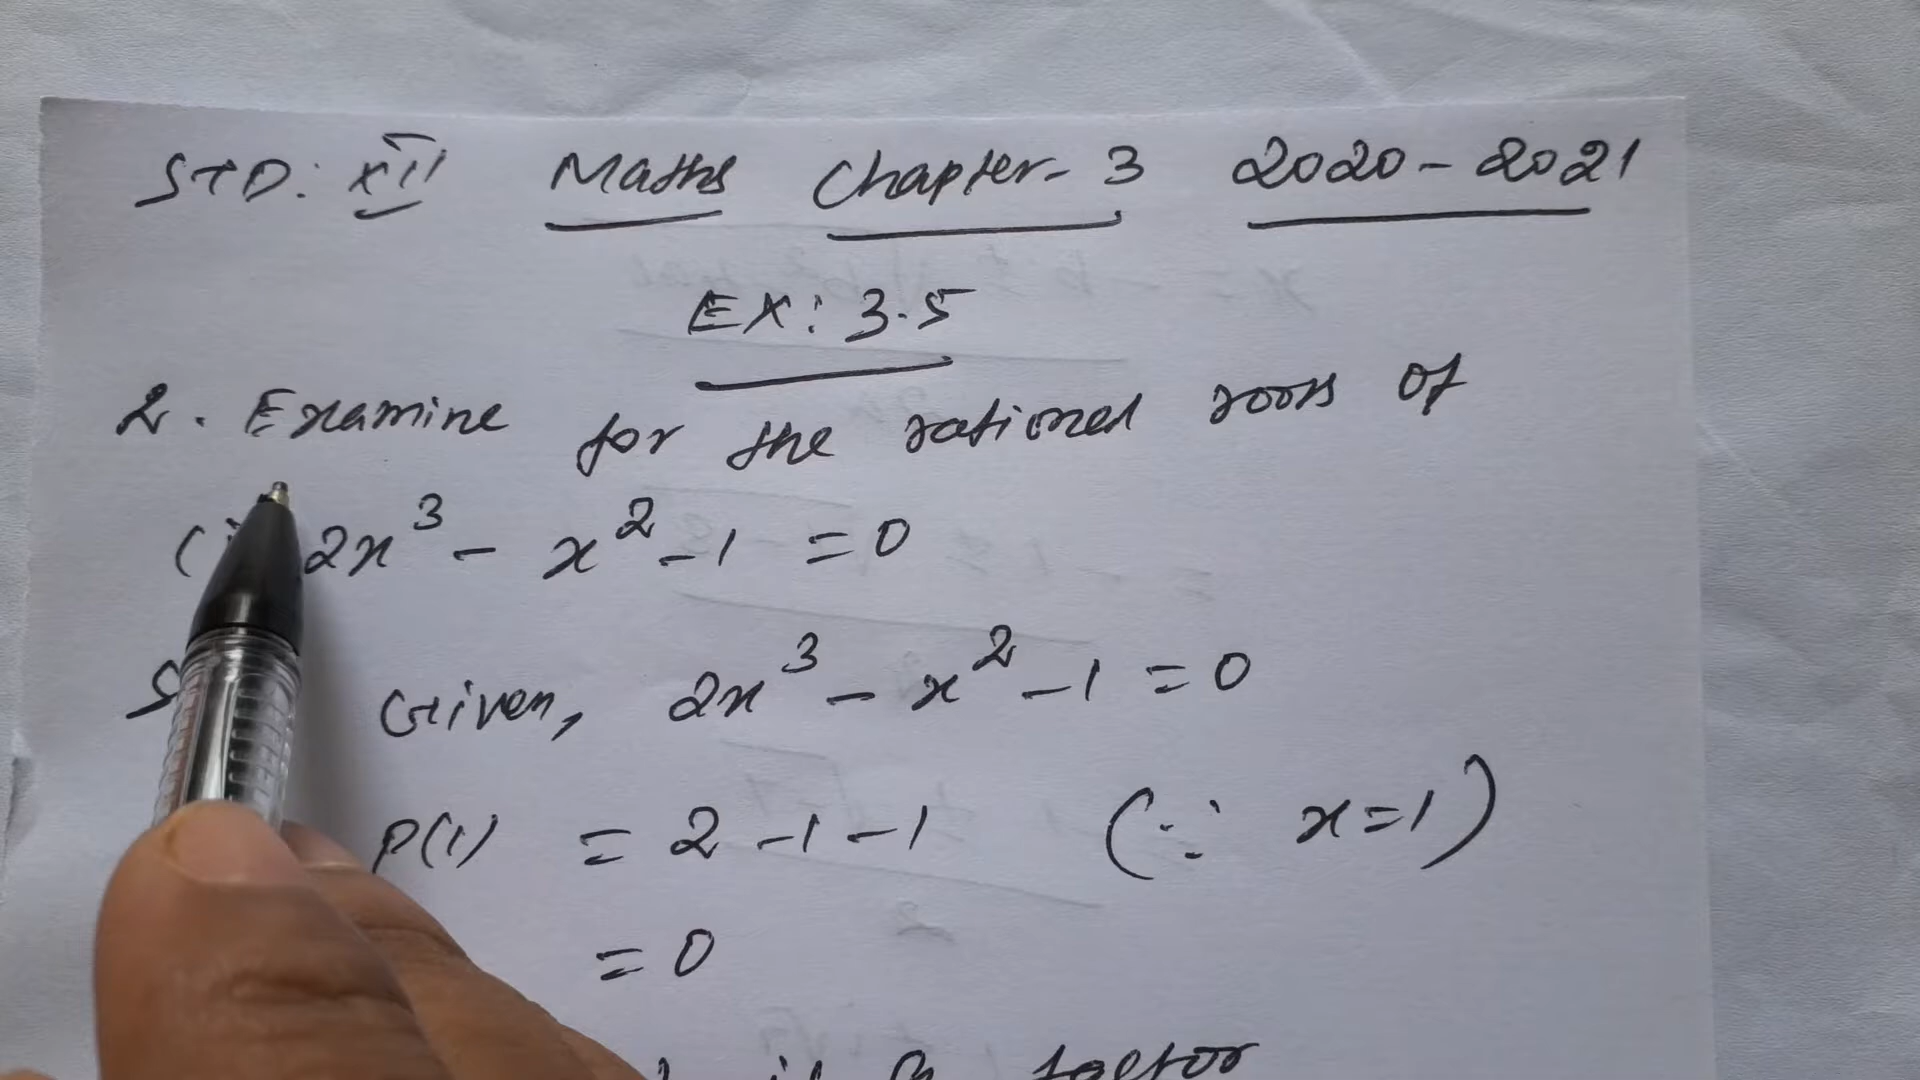 STD: XII Maths Chapter-3 2020-2021
EX: 3.5
2. Examine for the rational roots of
2x³ - x² - 1 = 0
Given, 2x³ - x² - 1 = 0
P(1) = 2 - 1 - 1 (∵ x = 1)
= 0
factor